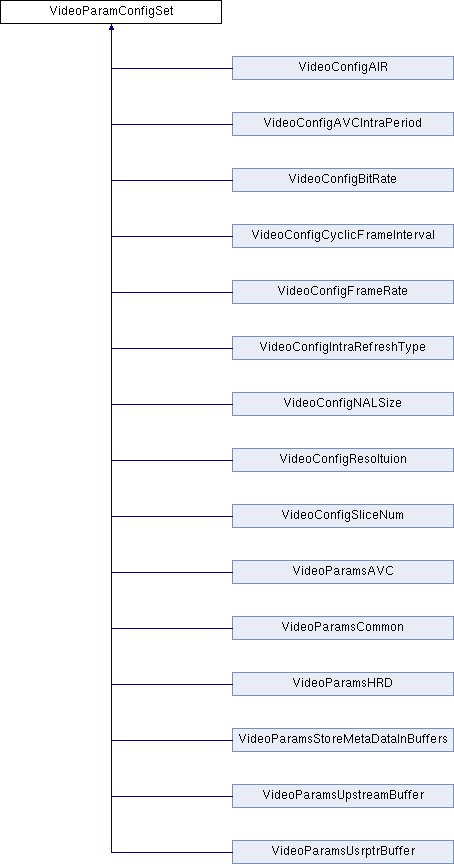 VideoParamConfigSet
VideoConfigAIR
VideoConfigAVCIntraPeriod
VideoConfigBitRate
VideoConfigCyclicFrameInterval
VideoConfigFrameRate
VideoConfigIntraRefreshType
VideoConfigNALSize
VideoConfigResoltuion
VideoConfigSliceNum
VideoParamsAVC
VideoParamsCommon
VideoParamsHRD
VideoParamsStoreMetaDataInBuffers
VideoParamsUpstreamBuffer
VideoParamsUsrptrBuffer